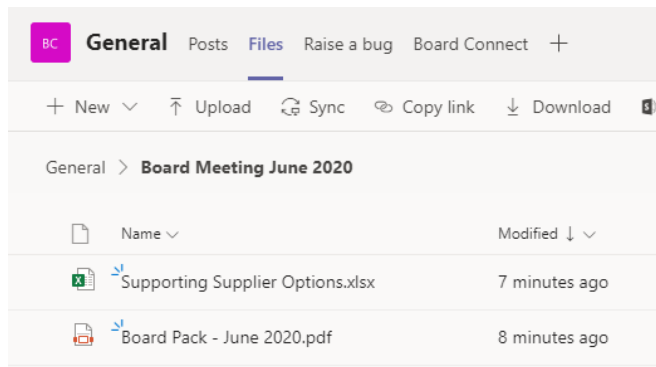 BC General Posts Files Raise a bug Board Connect
New Upload Sync Copy link Download
General > Board Meeting June 2020
Name Modified
Supporting Supplier Options.xlsx 7 minutes ago
Board Pack - June 2020.pdf 8 minutes ago